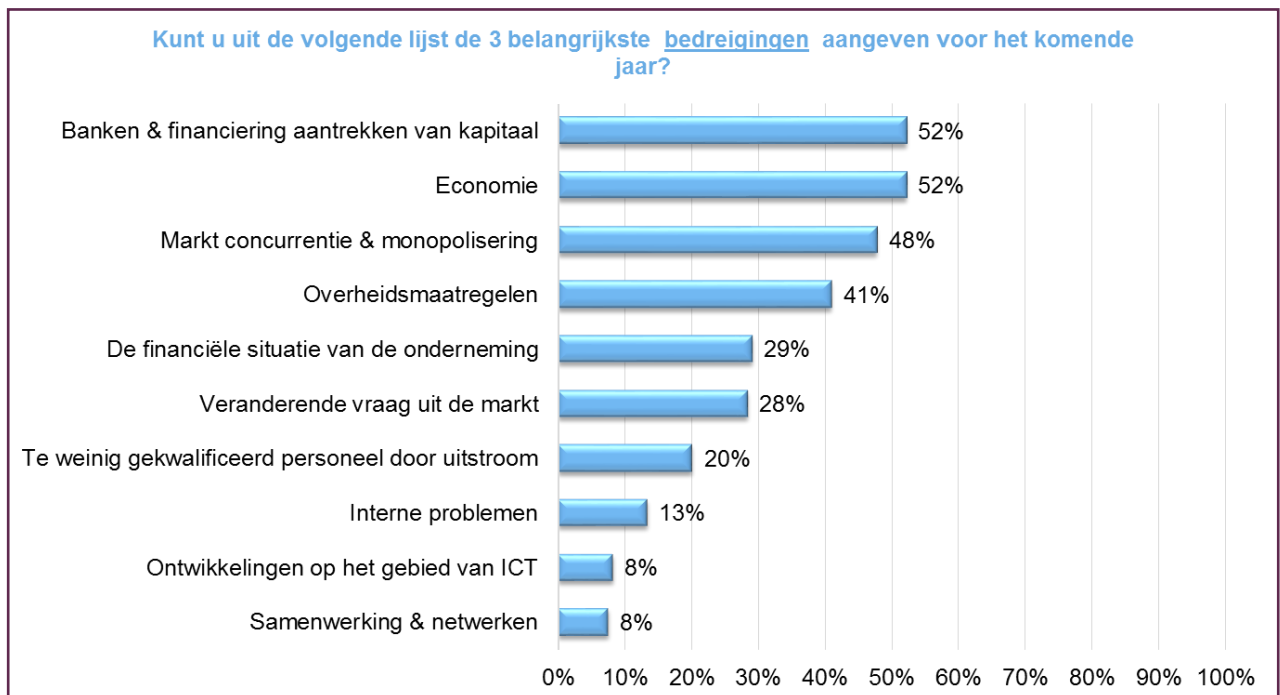 Kunt u uit de volgende lijst de 3 belangrijkste bedreigingen aangeven voor het komende
jaar?
Banken & financiering aantrekken van kapitaal 52%
Economie 52%
Markt concurrentie & monopolisering 48%
Overheidsmaatregelen 41%
De financiële situatie van de onderneming 29%
Veranderende vraag uit de markt 28%
Te weinig gekwalificeerd personeel door uitstroom 20%
Interne problemen 13%
Ontwikkelingen op het gebied van ICT 8%
Samenwerking & netwerken 8%
0% 10% 20% 30% 40% 50% 60% 70% 80% 90% 100%